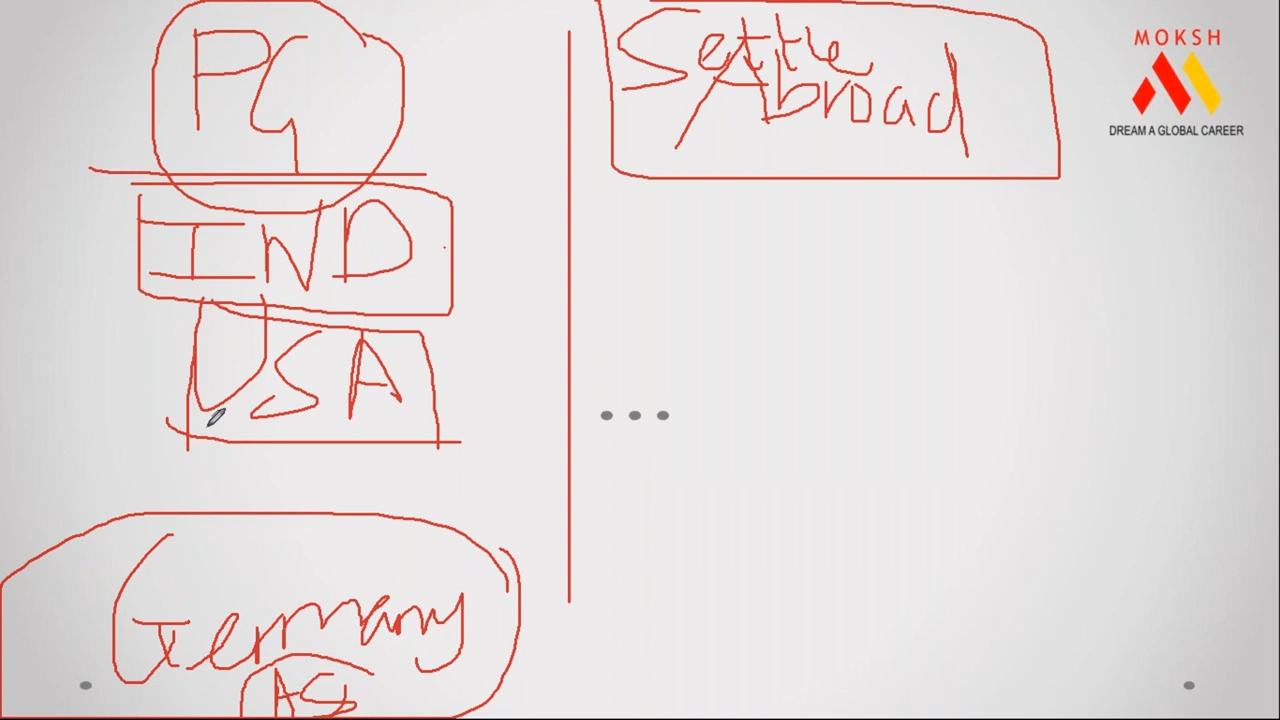 PG
IND
USA
Germany
Settle
Abroad
MOKSH
DREAM A GLOBAL CAREER